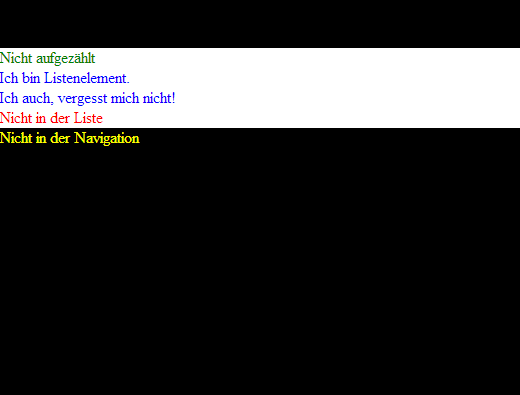 Nicht aufgezählt
Ich bin Listenelement.
Ich auch, vergesst mich nicht!
Nicht in der Liste
Nicht in der Navigation